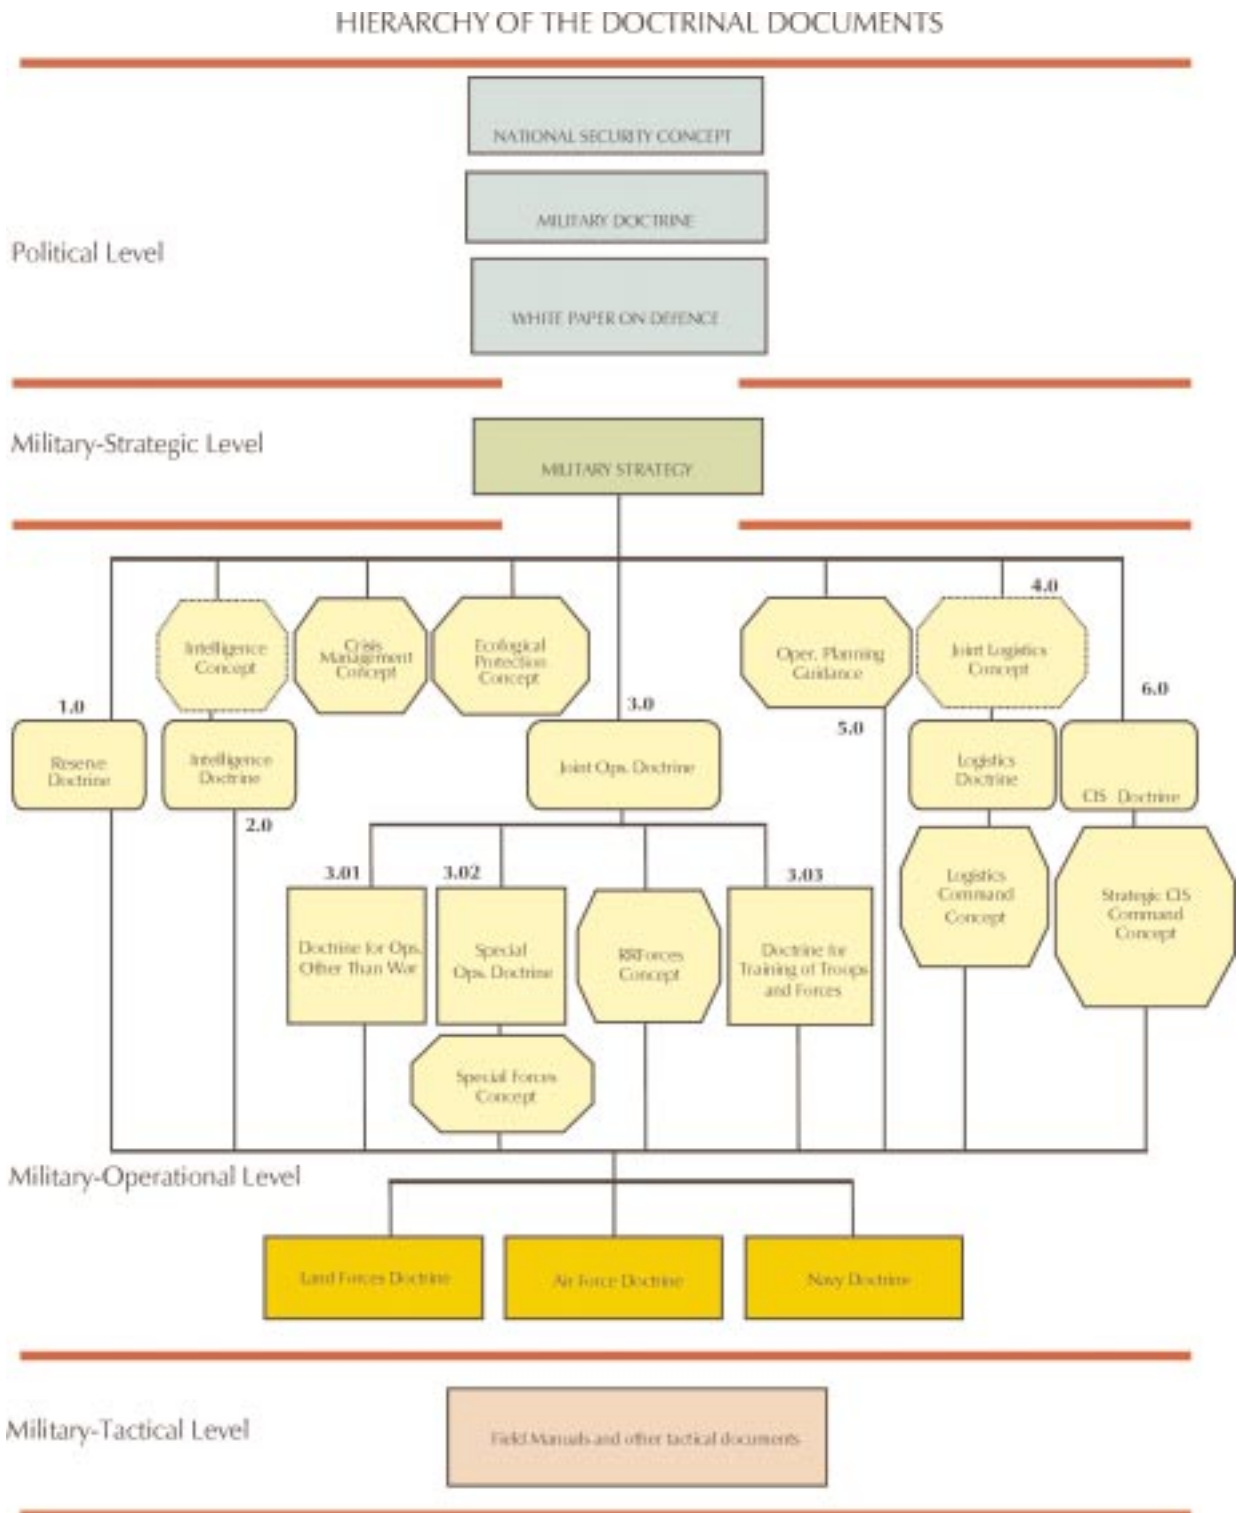 HIERARCHY OF THE DOCTRINAL DOCUMENTS
NATIONAL SECURITY CONCEPT
MILITARY DOCTRINE
Political Level
WHITE PAPER ON DEFENCE
Military-Strategic Level
MILITARY STRATEGY
4.0
Intelligence
Concept
Crisis
Management
Concept
Ecological
Protection
Concept
Oper. Planning
Guidance
Joint Logistics
Concept
1.0
3.0
5.0
6.0
Reserve
Doctrine
Intelligence
Doctrine
Joint Ops. Doctrine
Logistics
Doctrine
CIS Doctrine
2.0
3.01
3.02
3.03
Doctrine for Ops.
Other Than War
Special
Ops. Doctrine
RRForces
Concept
Doctrine for
Training of Troops
and Forces
Logistics
Command
Concept
Strategic CIS
Command
Concept
Special Forces
Concept
Military-Operational Level
Land Forces Doctrine
Air Force Doctrine
Navy Doctrine
Military-Tactical Level
Field Manuals and other tactical documents